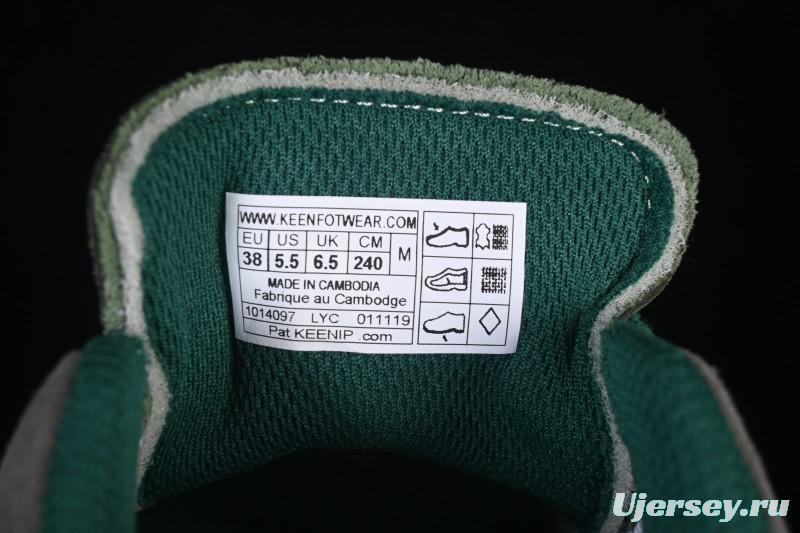 WWW.KEENFOTWEAR.COM
EU US UK CM M
38 5.5 6.5 240
MADE IN CAMBODIA
Fabrique au Cambodge
1014097 LYC 011119
Pat KEENIP .com
Ujersey.ru